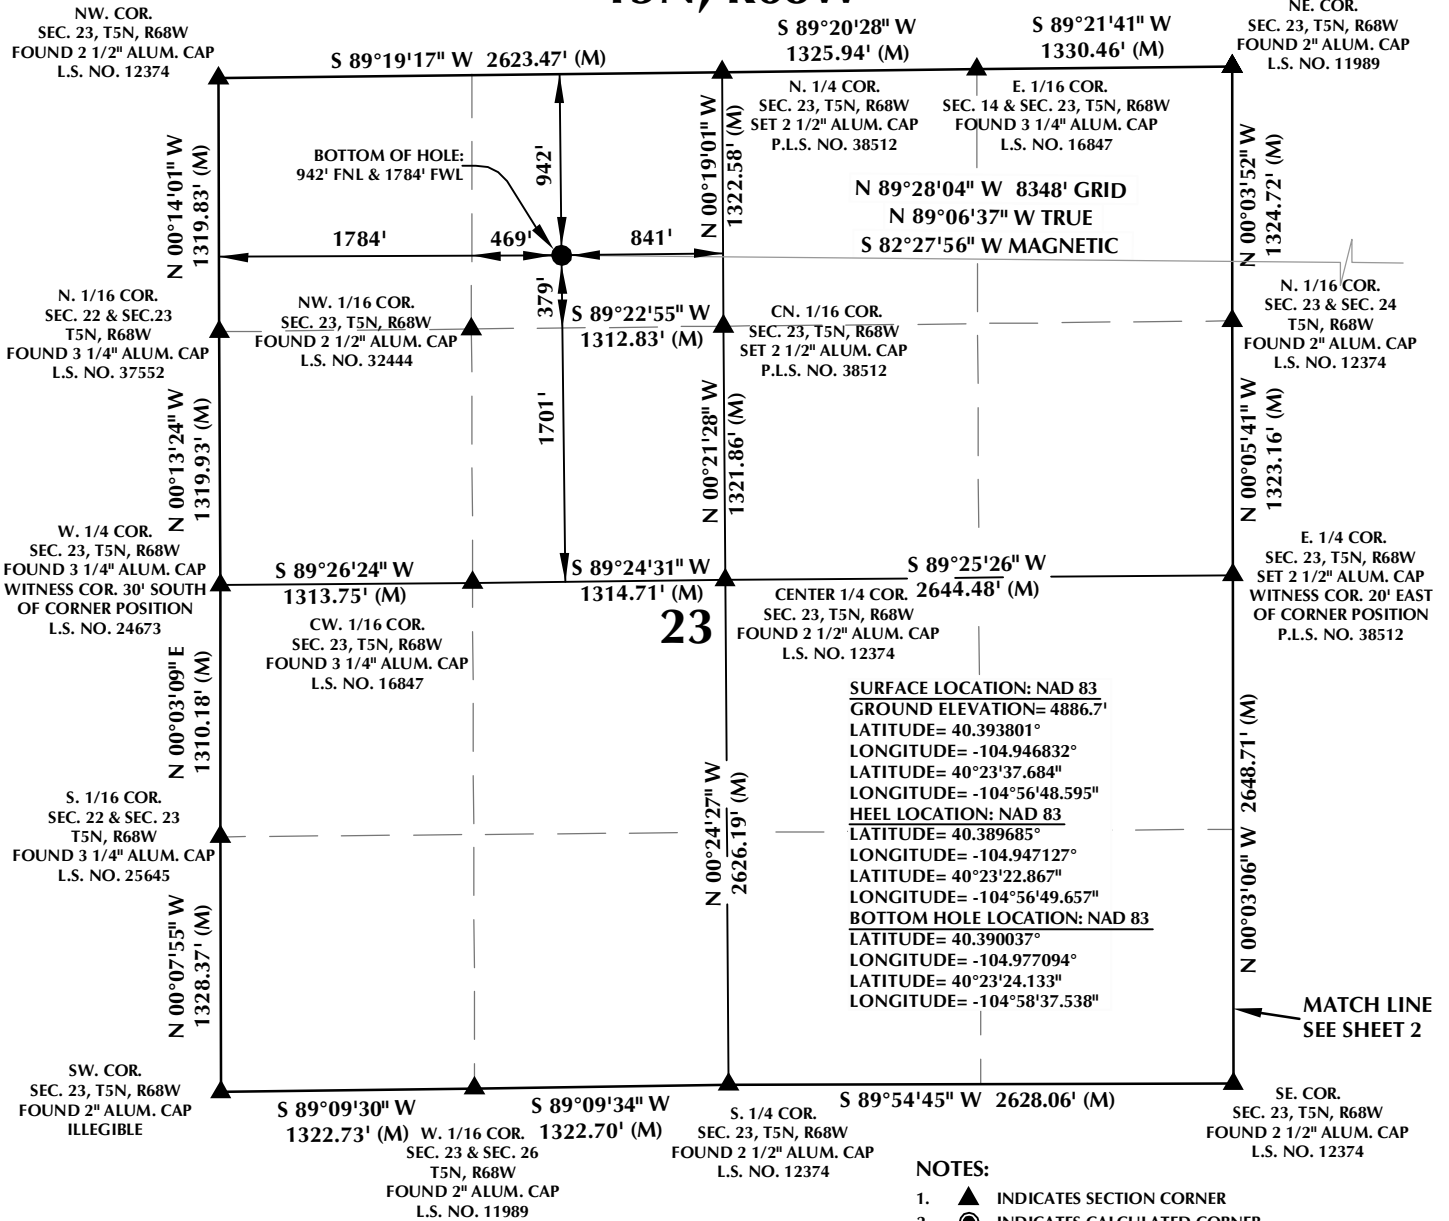 T5N, R68W
NW. COR.
SEC. 23, T5N, R68W
FOUND 2 1/2" ALUM. CAP
L.S. NO. 12374
S 89°19'17" W 2623.47' (M)
S 89°20'28" W
1325.94' (M)
S 89°21'41" W
1330.46' (M)
NE. COR.
SEC. 23, T5N, R68W
FOUND 2" ALUM. CAP
L.S. NO. 11989
N. 1/4 COR.
SEC. 23, T5N, R68W
SET 2 1/2" ALUM. CAP
P.L.S. NO. 38512
E. 1/16 COR.
SEC. 14 & SEC. 23, T5N, R68W
FOUND 3 1/4" ALUM. CAP
L.S. NO. 16847
N 00°14'01" W
1319.83' (M)
BOTTOM OF HOLE:
942' FNL & 1784' FWL
942'
N 00°19'01" W
1322.58' (M)
N 89°28'04" W 8348' GRID
N 89°06'37" W TRUE
S 82°27'56" W MAGNETIC
N 00°03'52" W
1324.72' (M)
1784'
469'
841'
379'
N. 1/16 COR.
SEC. 22 & SEC.23
T5N, R68W
FOUND 3 1/4" ALUM. CAP
L.S. NO. 37552
NW. 1/16 COR.
SEC. 23, T5N, R68W
FOUND 2 1/2" ALUM. CAP
L.S. NO. 32444
S 89°22'55" W
1312.83' (M)
CN. 1/16 COR.
SEC. 23, T5N, R68W
SET 2 1/2" ALUM. CAP
P.L.S. NO. 38512
N. 1/16 COR.
SEC. 23 & SEC. 24
T5N, R68W
FOUND 2" ALUM. CAP
L.S. NO. 12374
N 00°13'24" W
1319.93' (M)
1701'
N 00°21'28" W
1321.86' (M)
N 00°05'41" W
1323.16' (M)
W. 1/4 COR.
SEC. 23, T5N, R68W
FOUND 3 1/4" ALUM. CAP
WITNESS COR. 30' SOUTH
OF CORNER POSITION
L.S. NO. 24673
S 89°26'24" W
1313.75' (M)
S 89°24'31" W
1314.71' (M)
S 89°25'26" W
2644.48' (M)
E. 1/4 COR.
SEC. 23, T5N, R68W
SET 2 1/2" ALUM. CAP
WITNESS COR. 20' EAST
OF CORNER POSITION
P.L.S. NO. 38512
CW. 1/16 COR.
SEC. 23, T5N, R68W
FOUND 3 1/4" ALUM. CAP
L.S. NO. 16847
23
CENTER 1/4 COR.
SEC. 23, T5N, R68W
FOUND 2 1/2" ALUM. CAP
L.S. NO. 12374
N 00°03'09" E
1310.18' (M)
SURFACE LOCATION: NAD 83
GROUND ELEVATION= 4886.7'
LATITUDE= 40.393801°
LONGITUDE= -104.946832°
LATITUDE= 40°23'37.684"
LONGITUDE= -104°56'48.595"
HEEL LOCATION: NAD 83
LATITUDE= 40.389685°
LONGITUDE= -104.947127°
LATITUDE= 40°23'22.867"
LONGITUDE= -104°56'49.657"
BOTTOM HOLE LOCATION: NAD 83
LATITUDE= 40.390037°
LONGITUDE= -104.977094°
LATITUDE= 40°23'24.133"
LONGITUDE= -104°58'37.538"
N 00°24'27" W
2626.19' (M)
N 00°03'06" W 2648.71' (M)
S. 1/16 COR.
SEC. 22 & SEC. 23
T5N, R68W
FOUND 3 1/4" ALUM. CAP
L.S. NO. 25645
N 00°07'55" W
1328.37' (M)
MATCH LINE
SEE SHEET 2
SW. COR.
SEC. 23, T5N, R68W
FOUND 2" ALUM. CAP
ILLEGIBLE
S 89°09'30" W
1322.73' (M)
S 89°09'34" W
1322.70' (M)
W. 1/16 COR.
SEC. 23 & SEC. 26
T5N, R68W
FOUND 2" ALUM. CAP
L.S. NO. 11989
S. 1/4 COR.
SEC. 23, T5N, R68W
FOUND 2 1/2" ALUM. CAP
L.S. NO. 12374
S 89°54'45" W 2628.06' (M)
SE. COR.
SEC. 23, T5N, R68W
FOUND 2 1/2" ALUM. CAP
L.S. NO. 12374
NOTES:
1. INDICATES SECTION CORNER
2. INDICATES CALCULATED CORNER